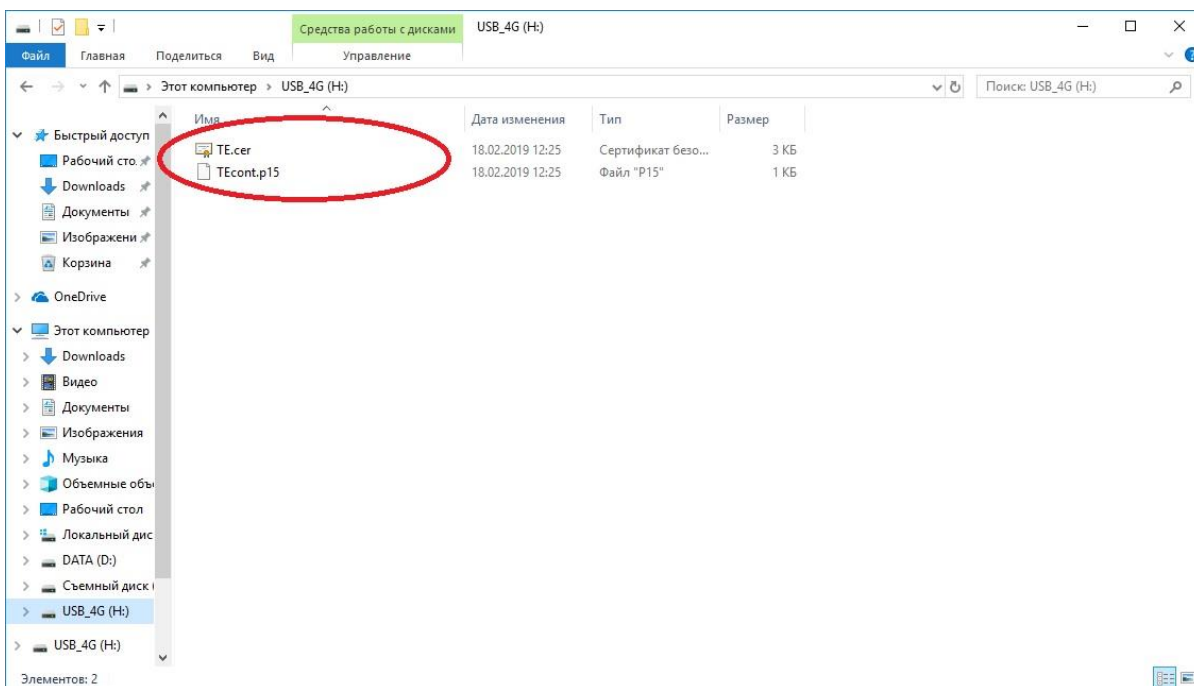 Средства работы с дисками USB_4G (H:)
Файл Главная Поделиться Вид Управление
Этот компьютер > USB_4G (H:) Поиск: USB_4G (H:)
Имя Дата изменения Тип Размер
TE.cer 18.02.2019 12:25 Сертификат безо... 3 КБ
TEcont.p15 18.02.2019 12:25 Файл "P15" 1 КБ
Быстрый доступ
Рабочий сто.
Downloads
Документы
Изображени
Корзина
OneDrive
Этот компьютер
Downloads
Видео
Документы
Изображения
Музыка
Объемные объе
Рабочий стол
Локальный дис
DATA (D:)
Съемный диск (
USB_4G (H:)
USB_4G (H:)
Элементов: 2